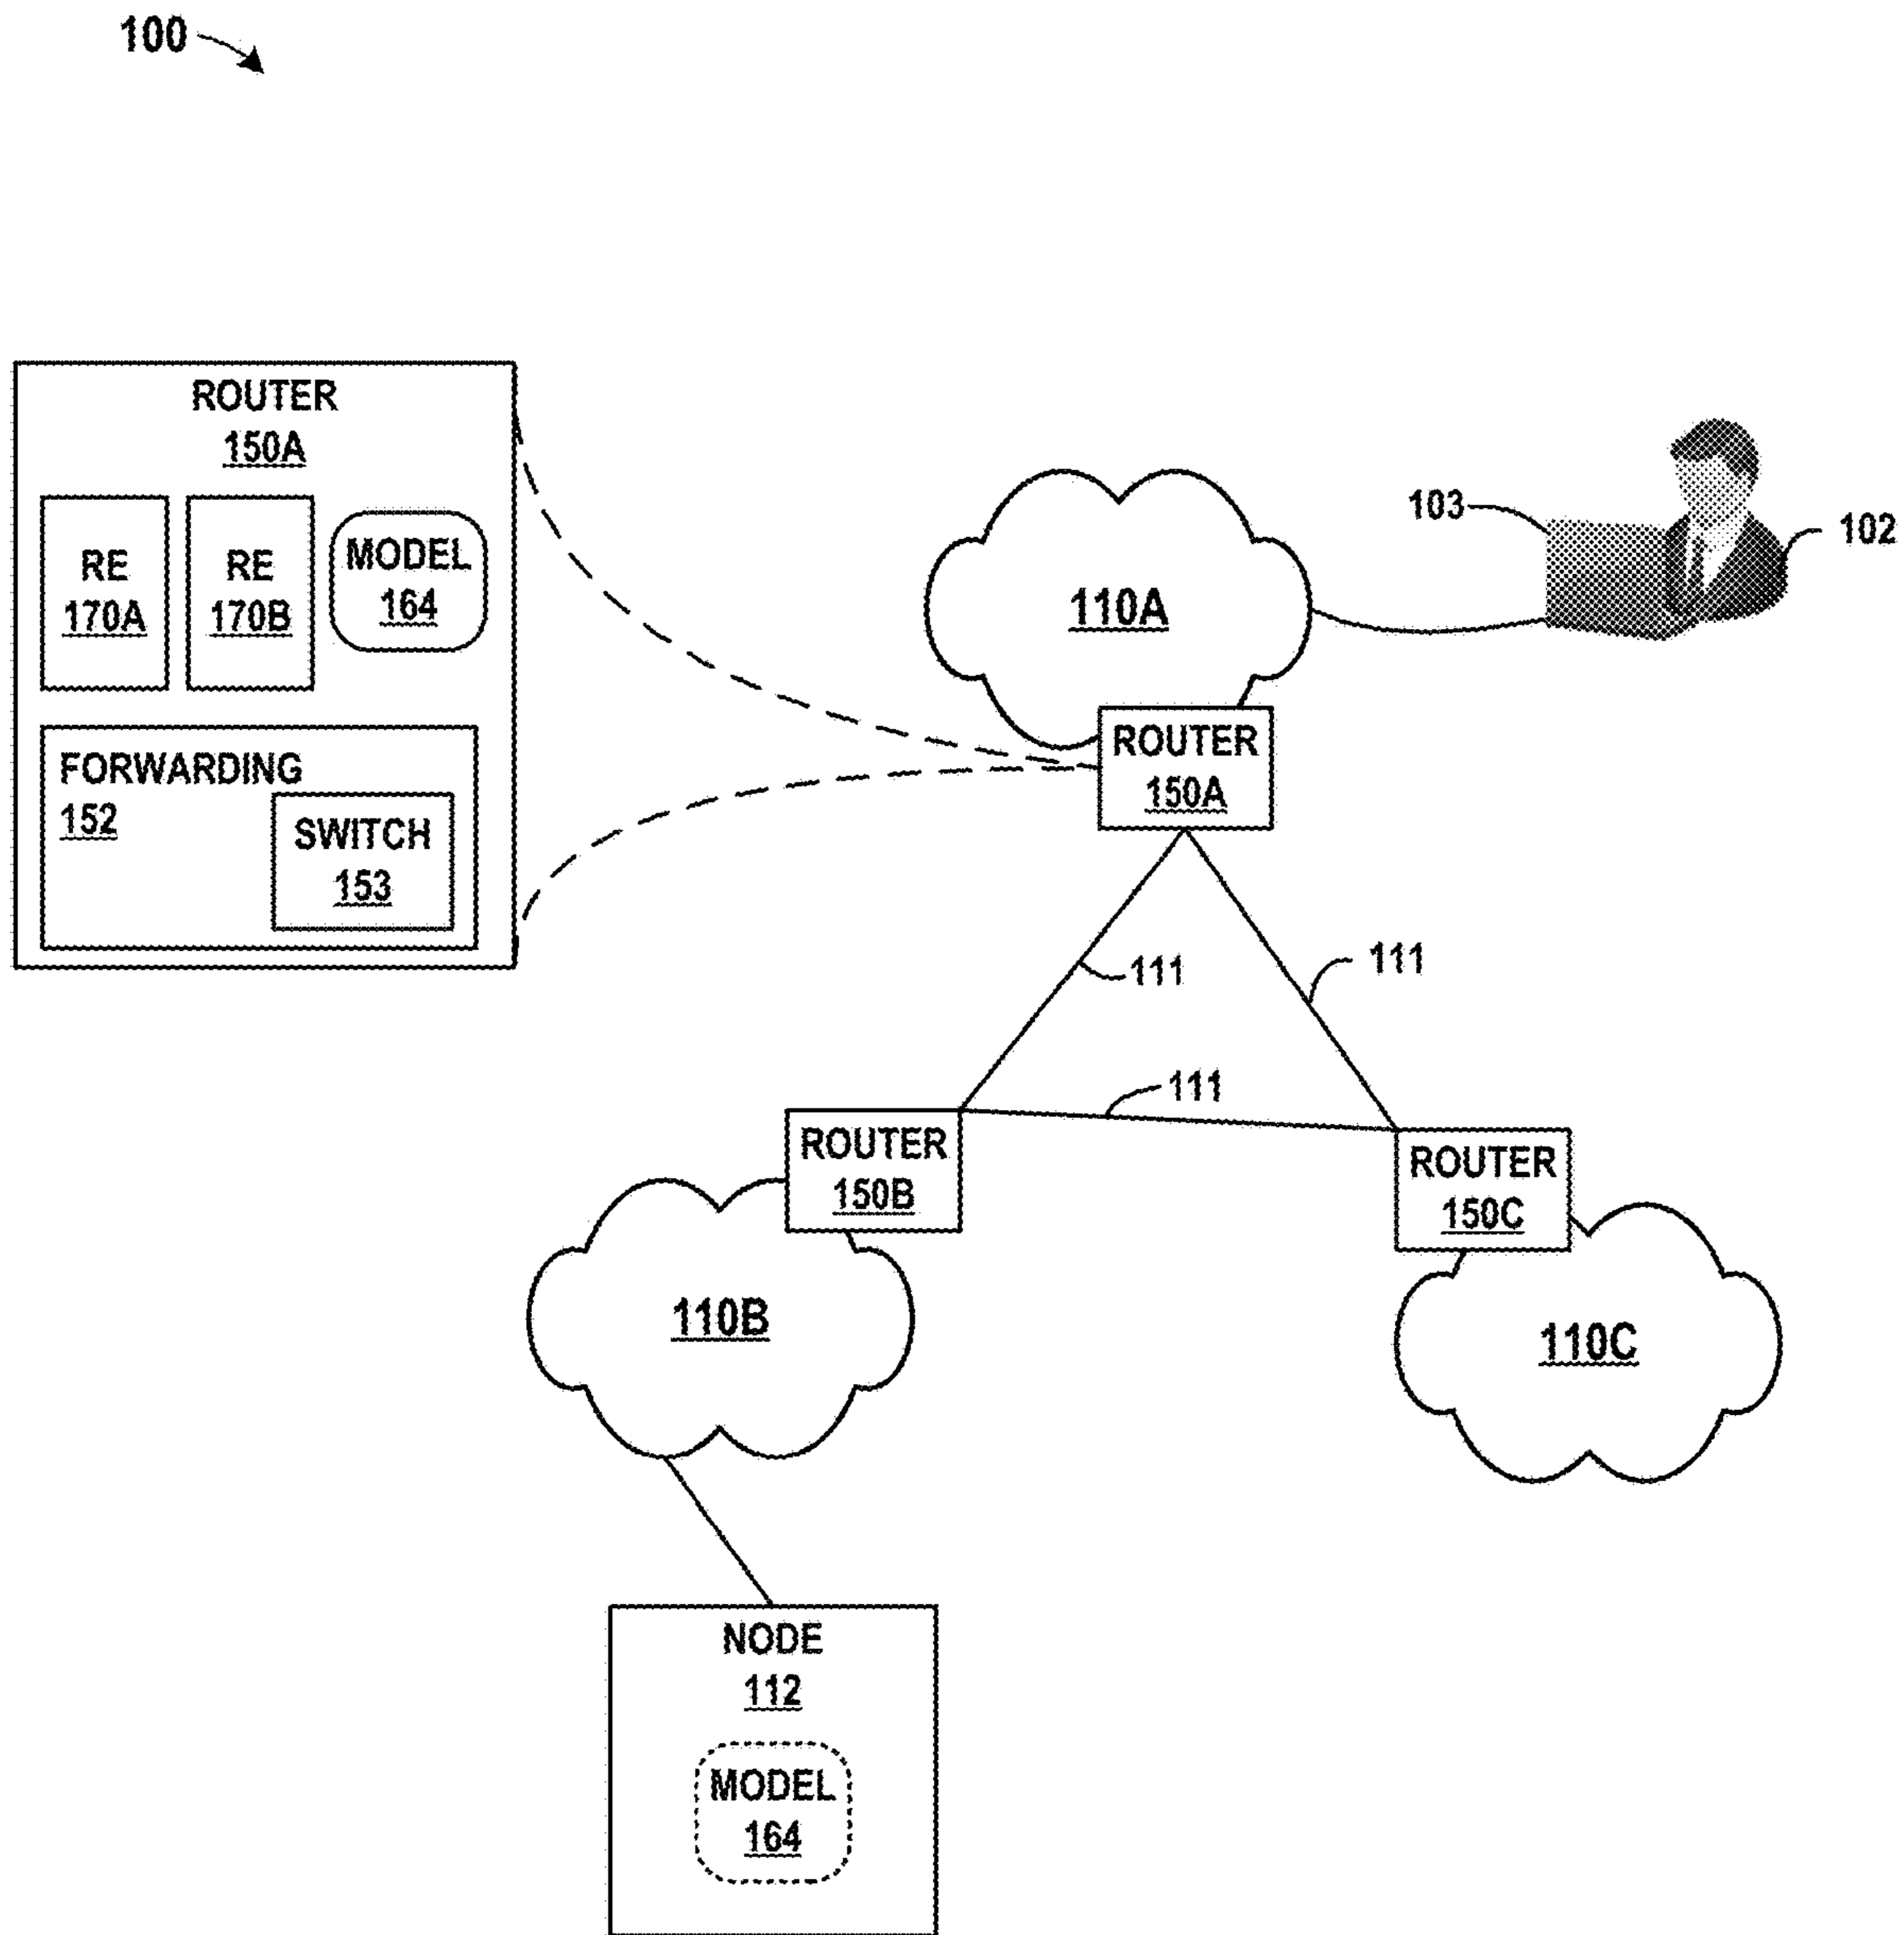 100
ROUTER
150A
RE
170A
RE
170B
MODEL
164
FORWARDING
152
SWITCH
153
110A
103
102
ROUTER
150A
111
111
111
ROUTER
150B
ROUTER
150C
110B
110C
NODE
112
MODEL
164